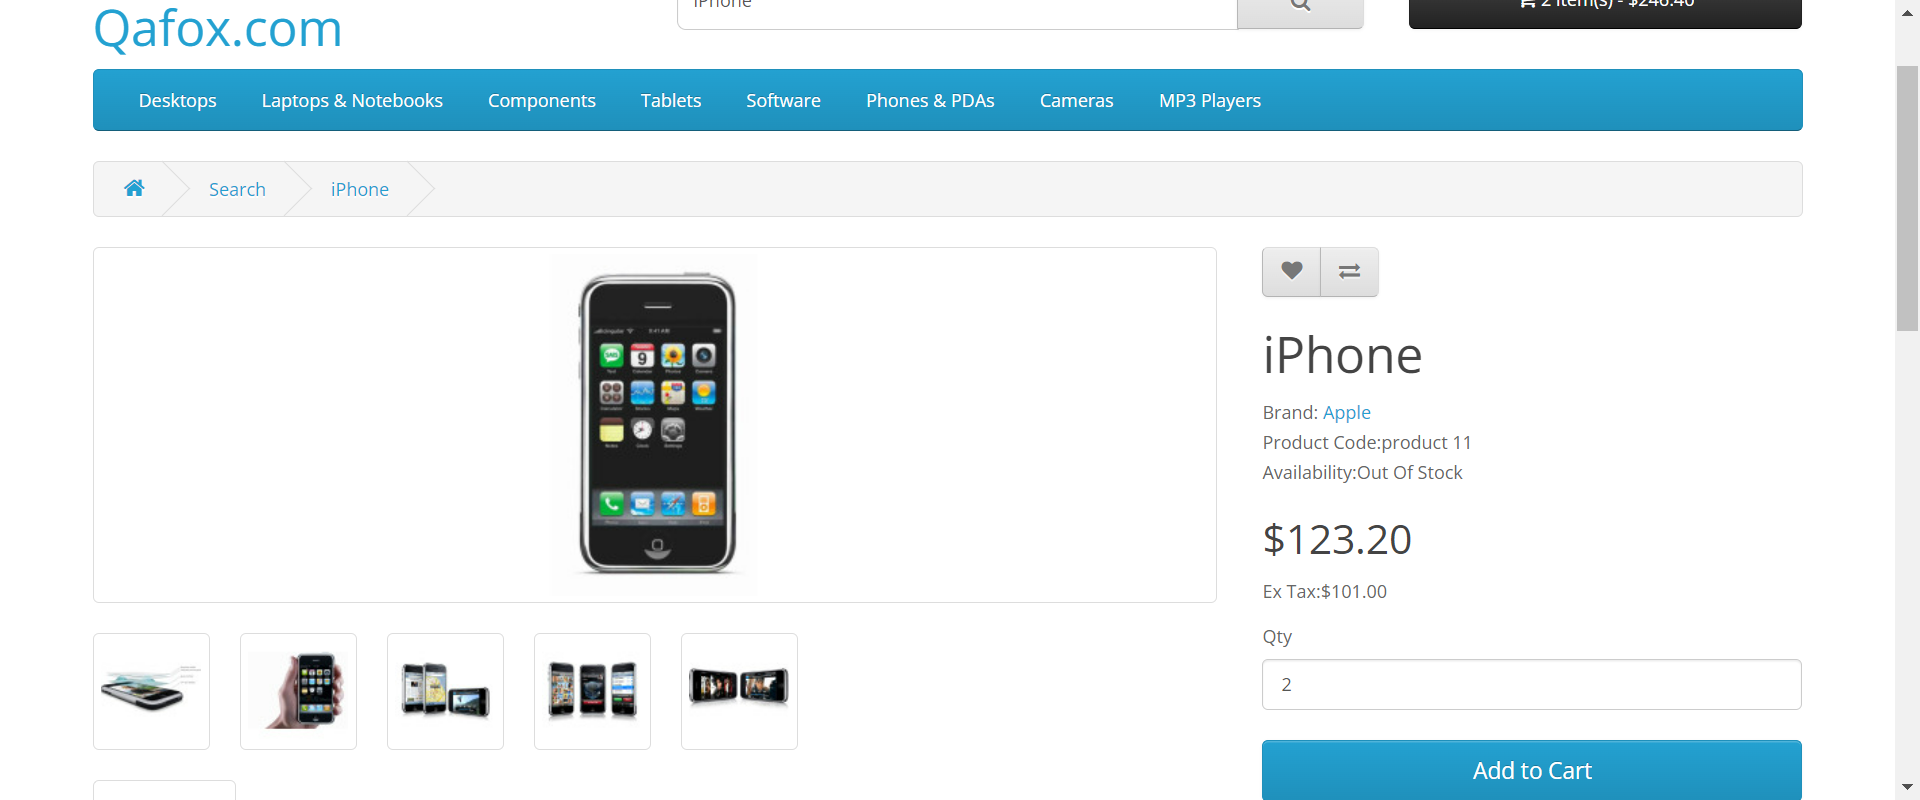 Qafox.com
iPhone
2 item(s) - $246.40
Desktops Laptops & Notebooks Components Tablets Software Phones & PDAs Cameras MP3 Players
Search iPhone
iPhone
Brand: Apple
Product Code:product 11
Availability:Out Of Stock
$123.20
Ex Tax:$101.00
Qty
2
Add to Cart